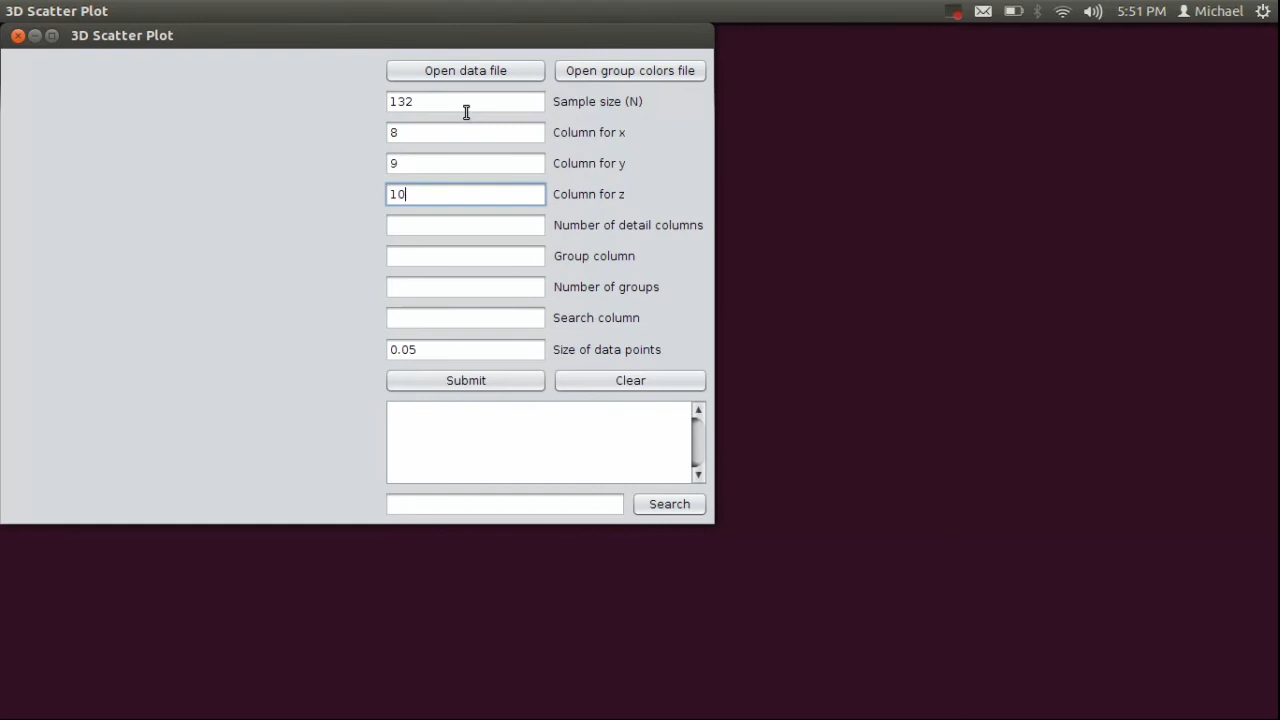 3D Scatter Plot
5:51 PM Michael
3D Scatter Plot
Open data file Open group colors file
132 Sample size (N)
8 Column for x
9 Column for y
10 Column for z
Number of detail columns
Group column
Number of groups
Search column
0.05 Size of data points
Submit Clear
Search